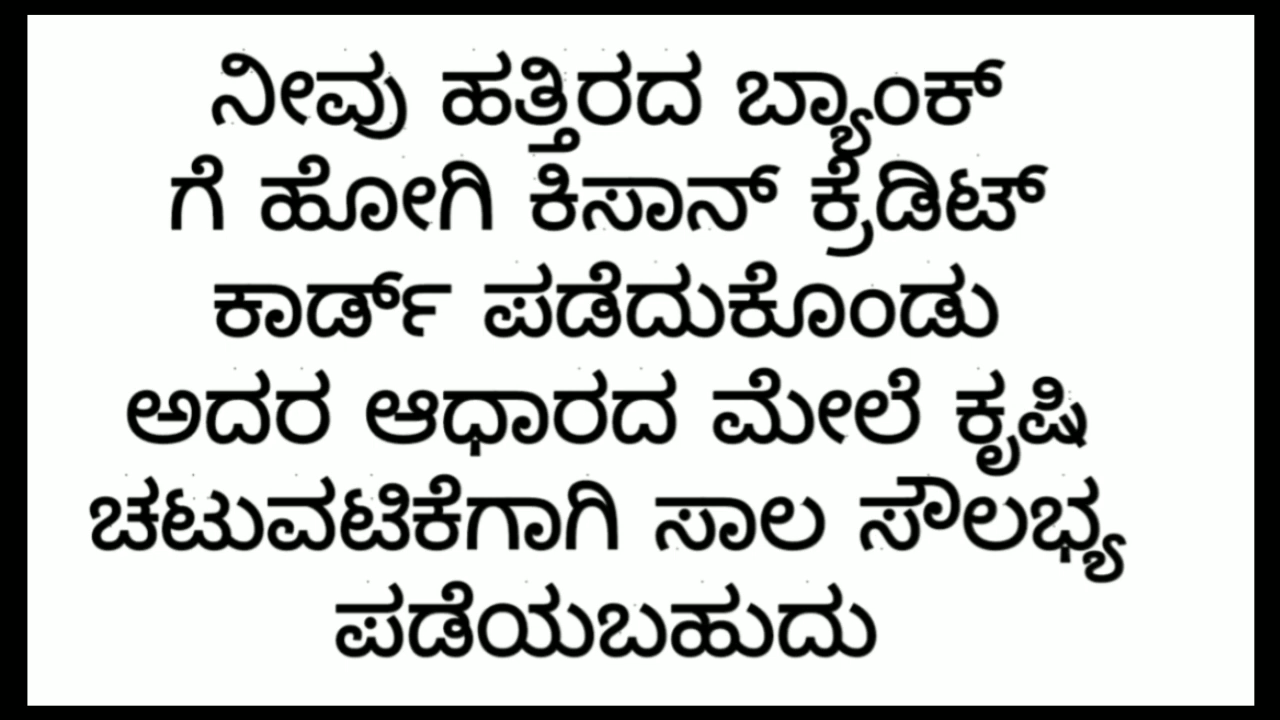 ನೀವು ಹತ್ತಿರದ ಬ್ಯಾಂಕ್
ಗೆ ಹೋಗಿ ಕಿಸಾನ್ ಕ್ರೆಡಿಟ್
ಕಾರ್ಡ್ ಪಡೆದುಕೊಂಡು
ಅದರ ಆಧಾರದ ಮೇಲೆ ಕೃಷಿ
ಚಟುವಟಿಕೆಗಾಗಿ ಸಾಲ ಸೌಲಭ್ಯ
ಪಡೆಯಬಹುದು